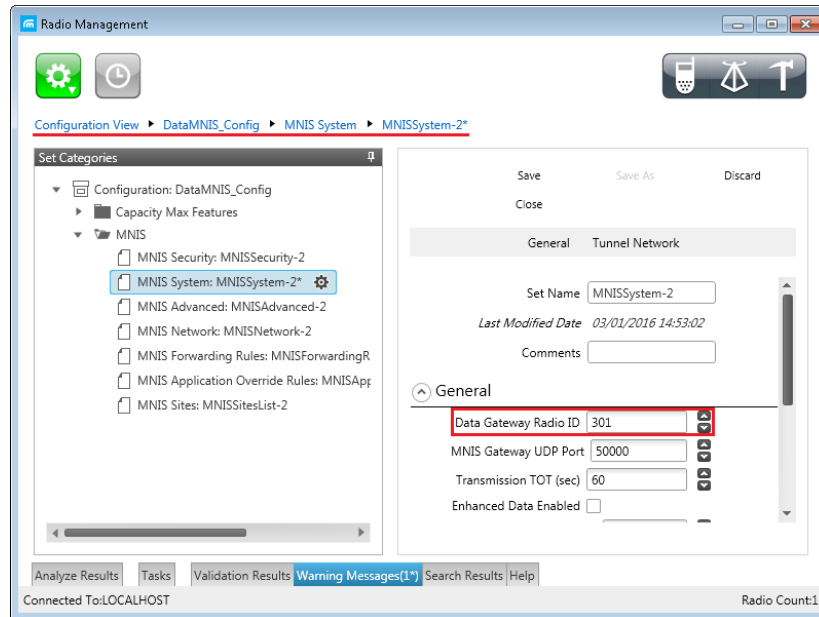 Radio Management
Configuration View DataMNIS_Config MNIS System MNISSystem-2*
Set Categories
Configuration: DataMNIS_Config
Capacity Max Features
MNIS
MNIS Security: MNISSecurity-2
MNIS System: MNISSystem-2*
MNIS Advanced: MNISAdvanced-2
MNIS Network: MNISNetwork-2
MNIS Forwarding Rules: MNISForwardingR
MNIS Application Override Rules: MNISApp
MNIS Sites: MNISSitesList-2
Save Save As Discard
Close
General Tunnel Network
Set Name MNISSystem-2
Last Modified Date 03/01/2016 14:53:02
Comments
General
Data Gateway Radio ID 301
MNIS Gateway UDP Port 50000
Transmission TOT (sec) 60
Enhanced Data Enabled
Analyze Results Tasks Validation Results Warning Messages(1*) Search Results Help
Connected To:LOCALHOST Radio Count:1